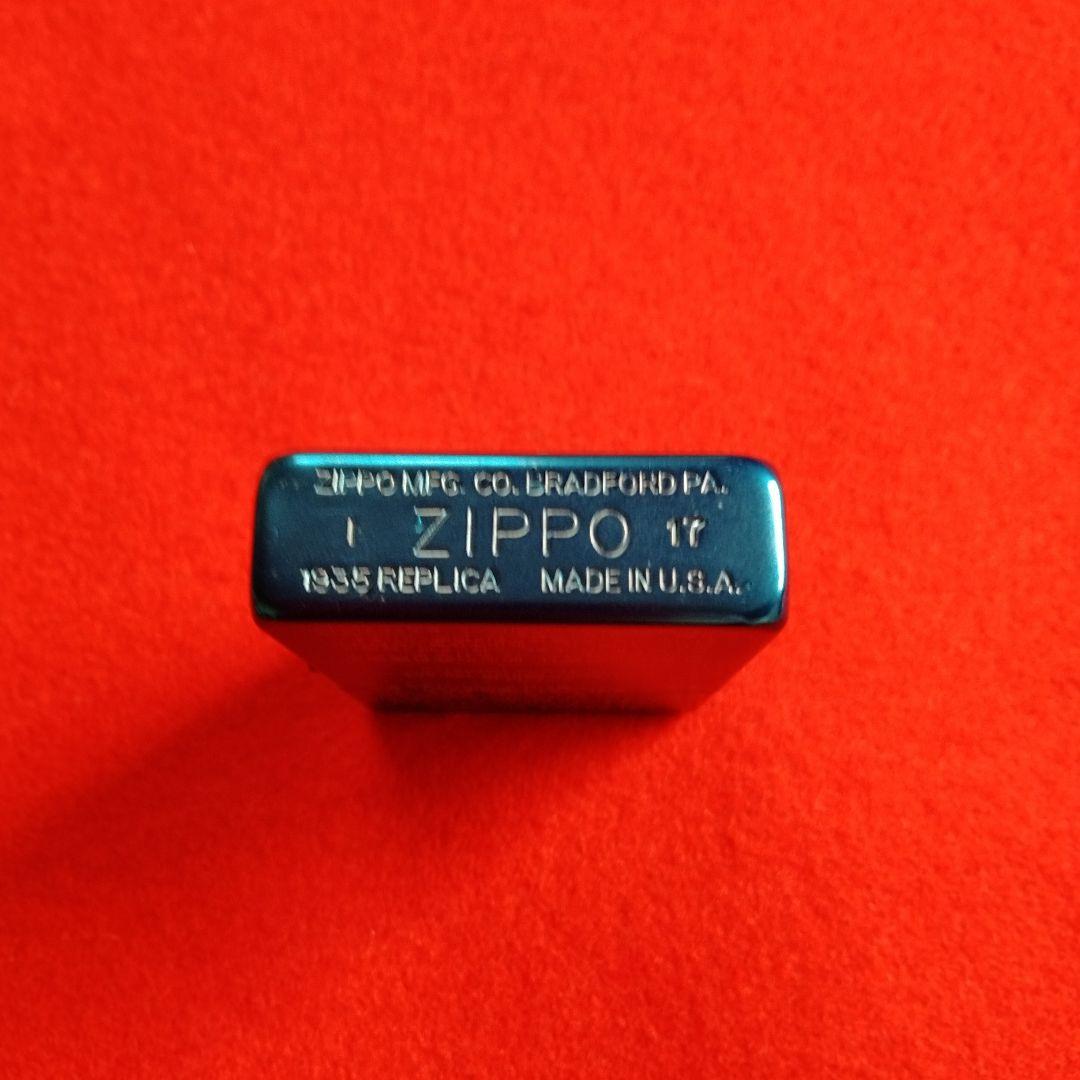 ZIPPO MFG. CO. BRADFORD PA.
I ZIPPO 17
1935 REPLICA MADE IN U.S.A.